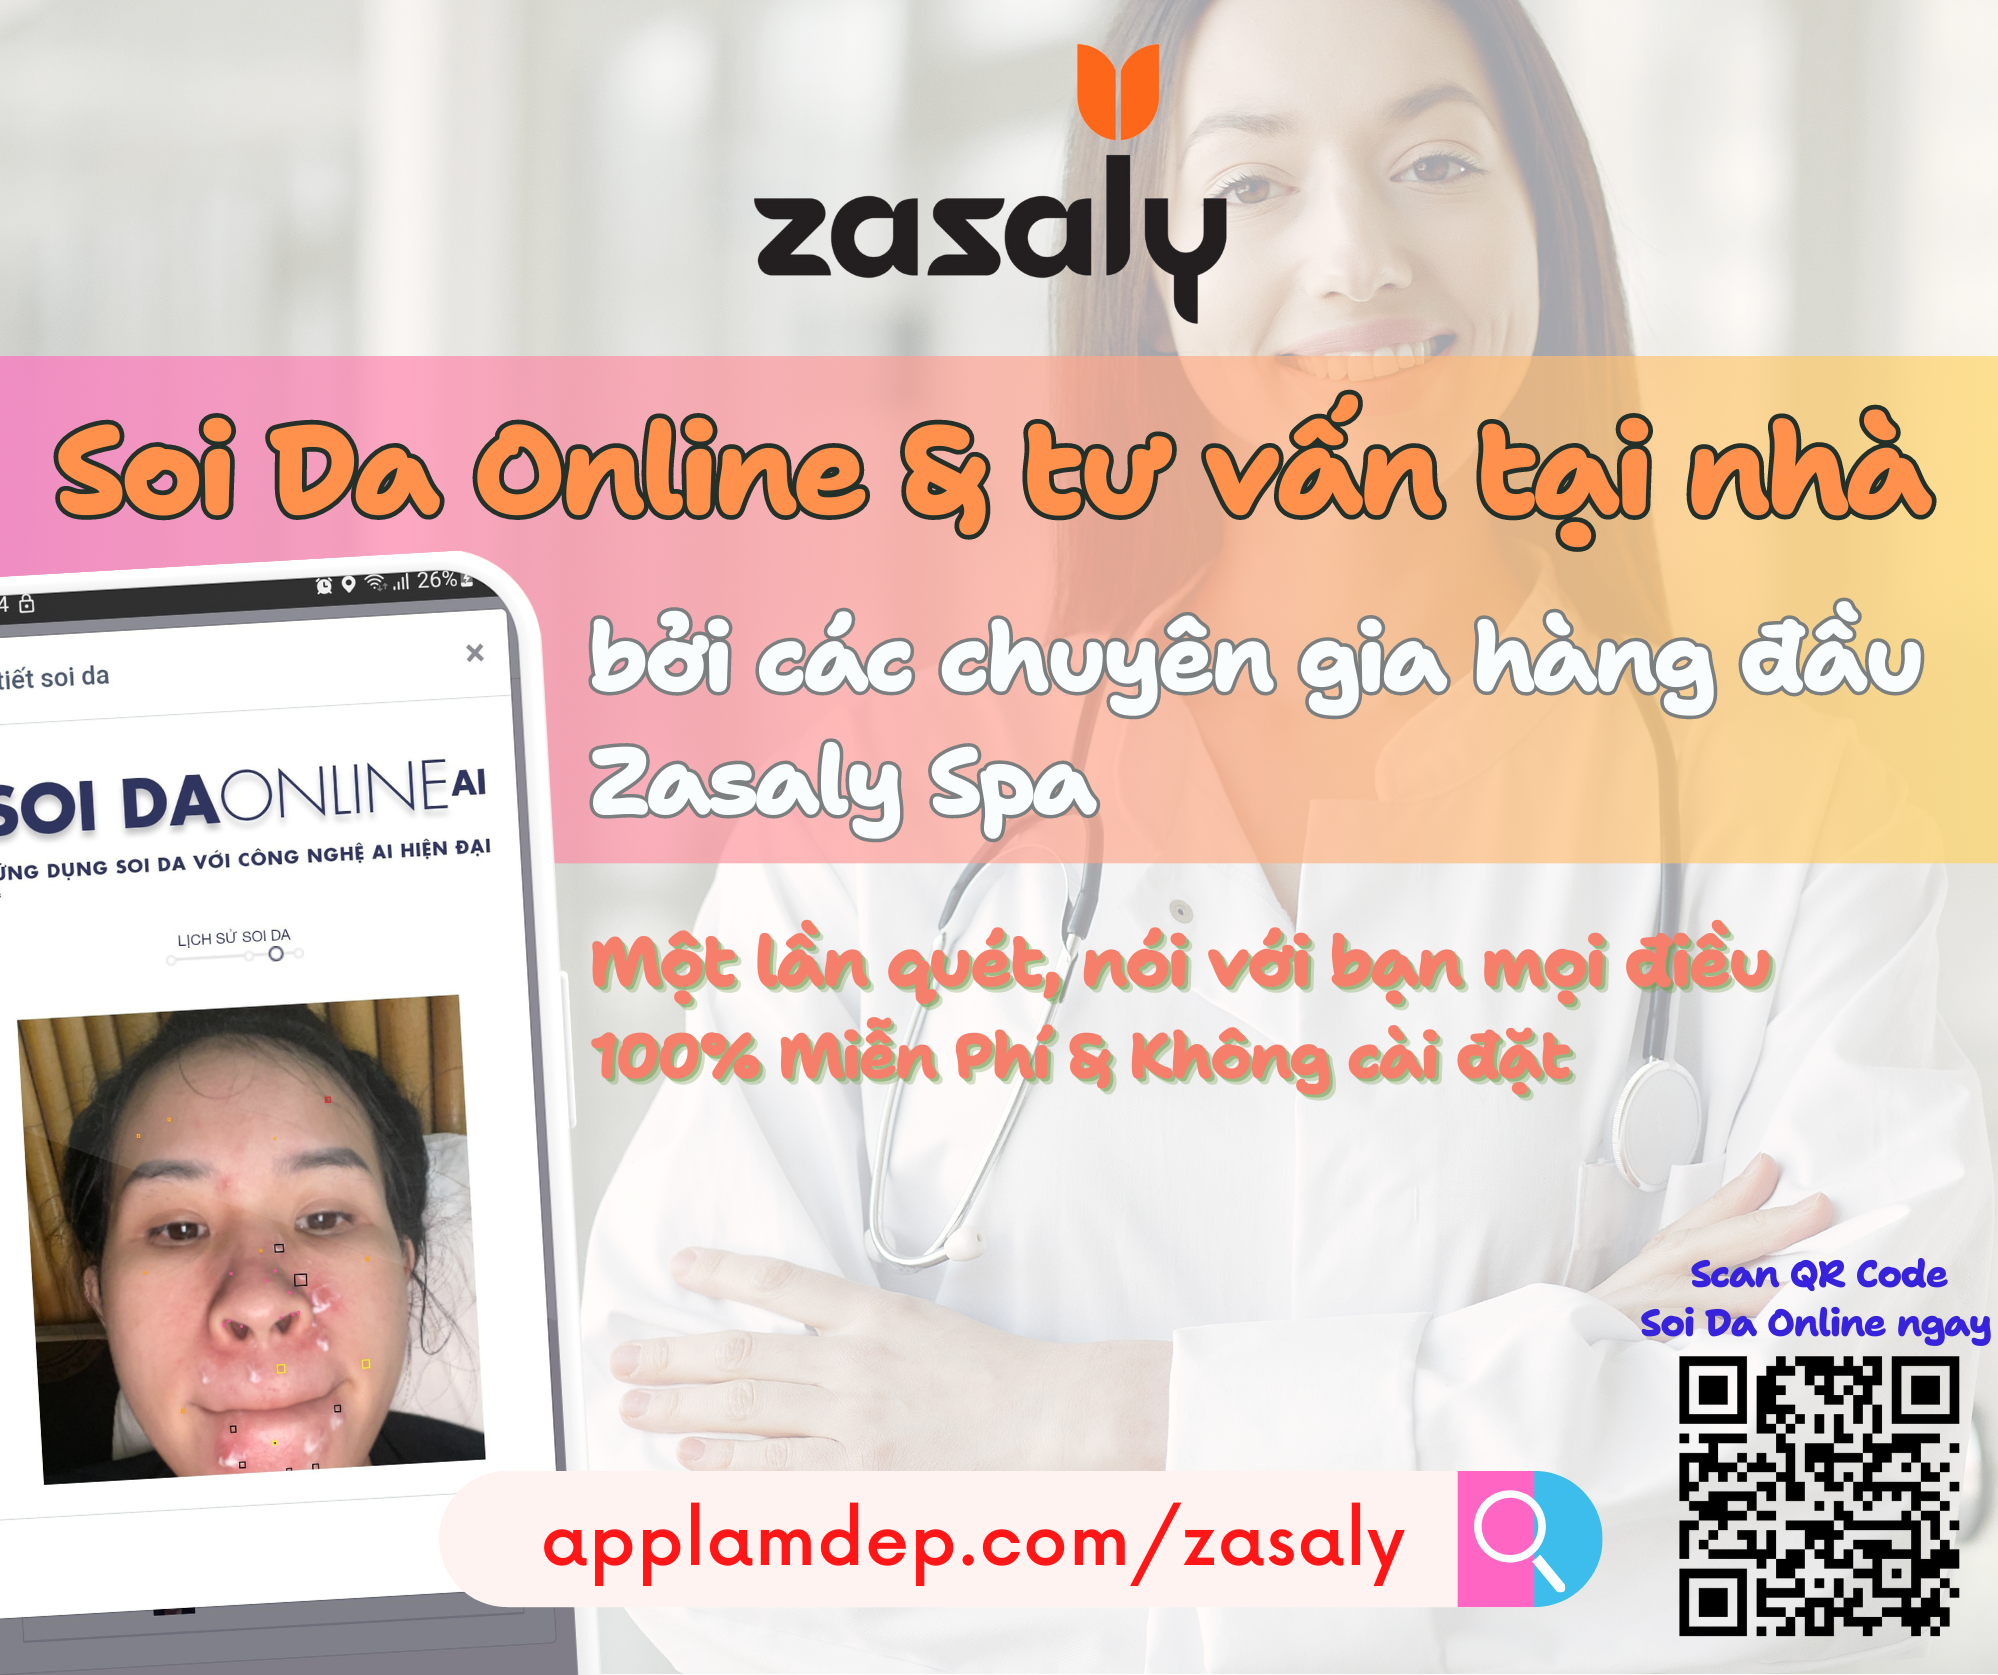 zasaly
Soi Da Online & tư vấn tại nhà
bởi các chuyên gia hàng đầu
Zasaly Spa
4 26%
tiết soi da ×
SOI DAONLINE AI
ỨNG DỤNG SOI DA VỚI CÔNG NGHỆ AI HIỆN ĐẠI
LỊCH SỬ SOI DA
Một lần quét, nói với bạn mọi điều
100% Miễn Phí & Không cài đặt
Scan QR Code
Soi Da Online ngay
applamdep.com/zasaly